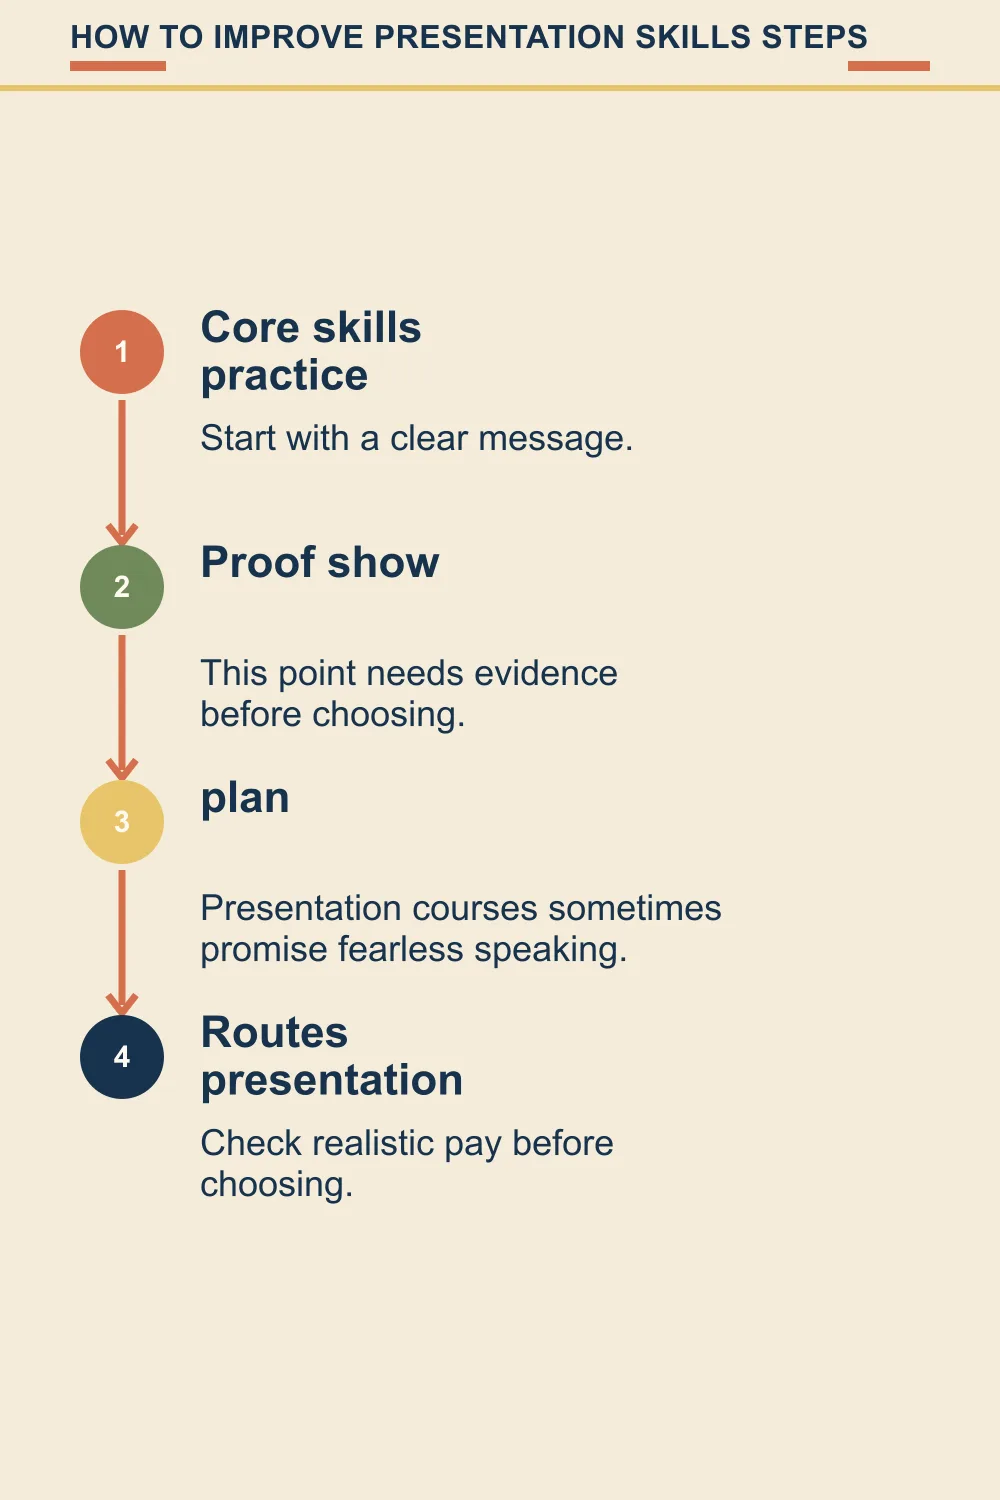 HOW TO IMPROVE PRESENTATION SKILLS STEPS
1
Core skills
practice
Start with a clear message.
2
Proof show
This point needs evidence
before choosing.
3
plan
Presentation courses sometimes
promise fearless speaking.
4
Routes
presentation
Check realistic pay before
choosing.